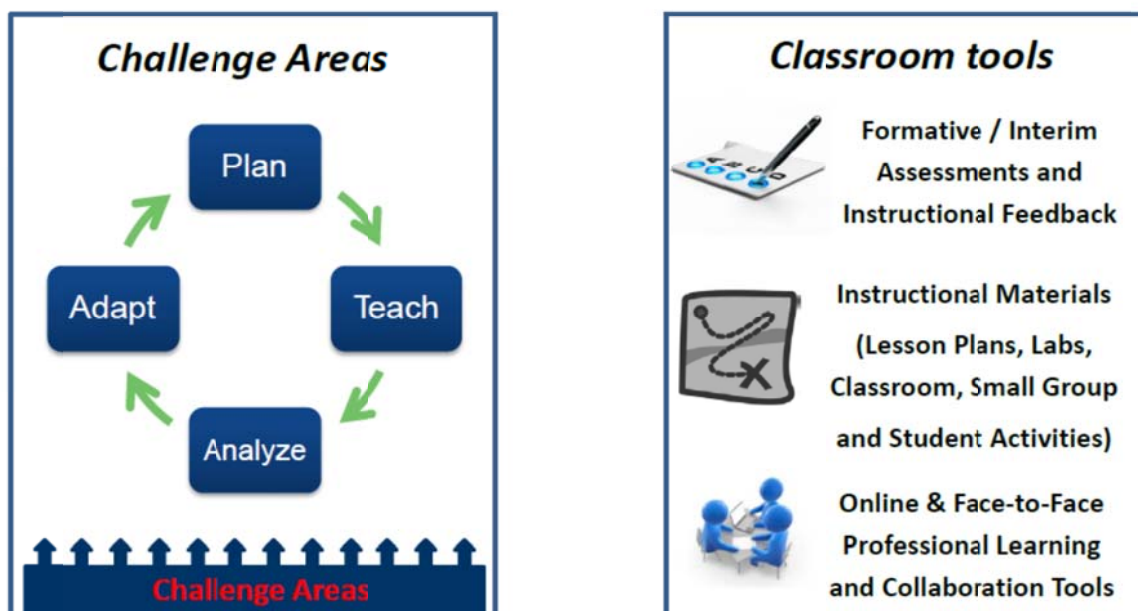 Challenge Areas
Plan
Adapt
Teach
Analyze
Challenge Areas
Classroom tools
A B C D
Formative / Interim
Assessments and
Instructional Feedback
Instructional Materials
(Lesson Plans, Labs,
Classroom, Small Group
and Student Activities)
Online & Face-to-Face
Professional Learning
and Collaboration Tools